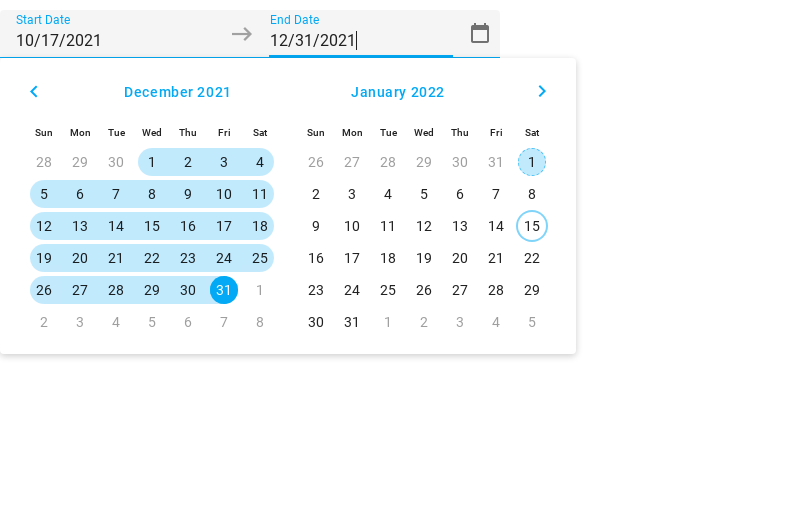 Start Date End Date
10/17/2021 12/31/2021
December 2021 January 2022
Sun Mon Tue Wed Thu Fri Sat Sun Mon Tue Wed Thu Fri Sat
28 29 30 1 2 3 4 26 27 28 29 30 31 1
5 6 7 8 9 10 11 2 3 4 5 6 7 8
12 13 14 15 16 17 18 9 10 11 12 13 14 15
19 20 21 22 23 24 25 16 17 18 19 20 21 22
26 27 28 29 30 31 1 23 24 25 26 27 28 29
2 3 4 5 6 7 8 30 31 1 2 3 4 5